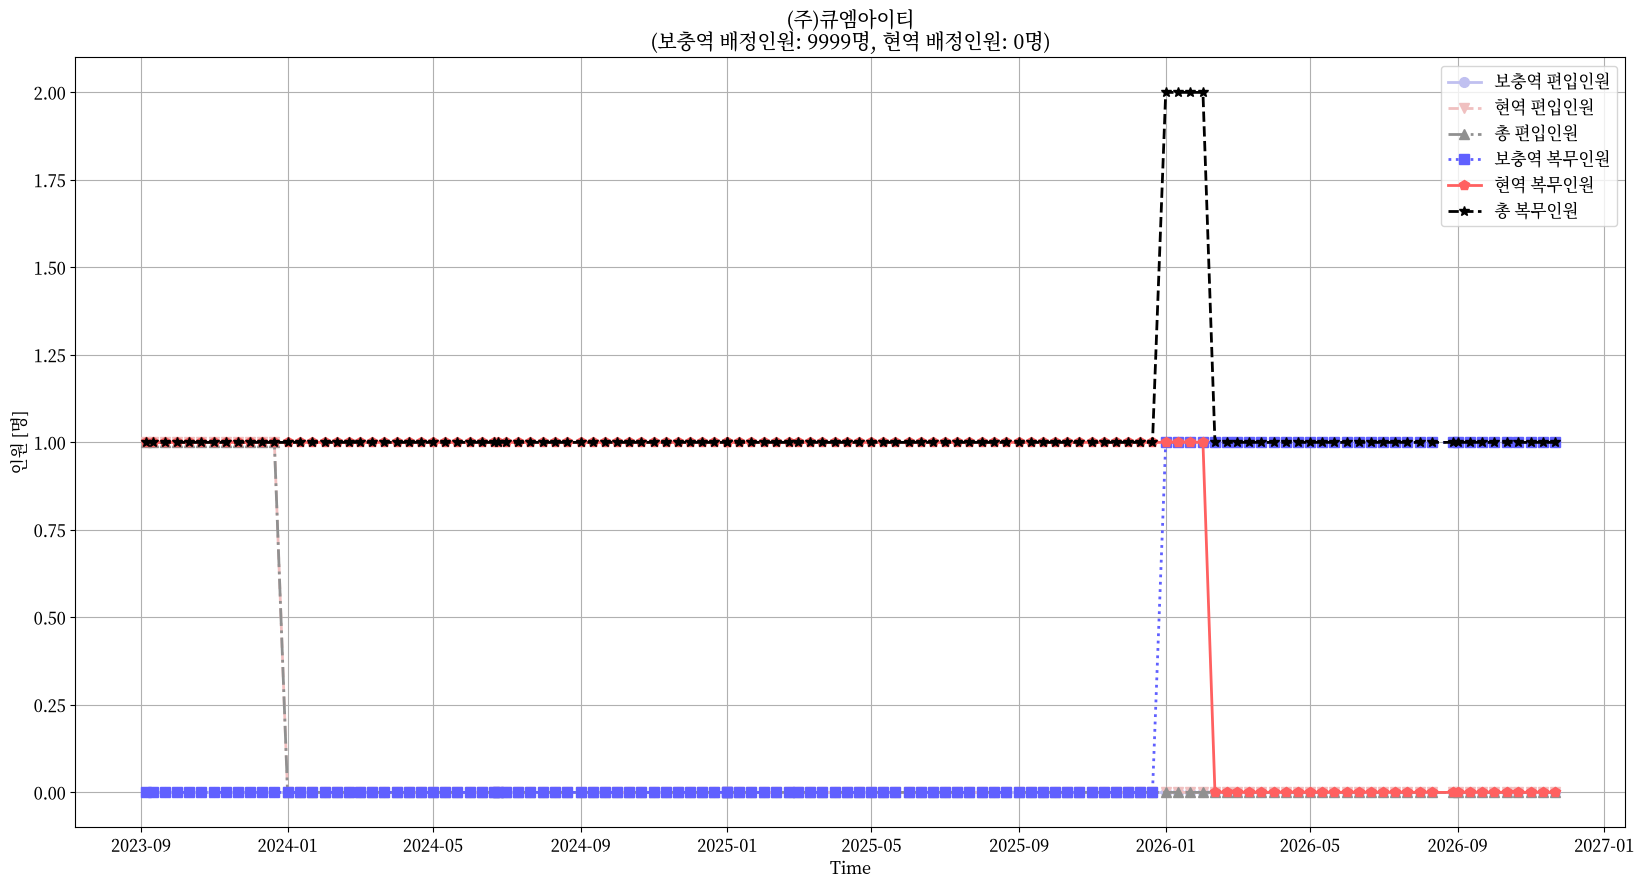 (주)큐엠아이티
(보충역 배정인원: 9999명, 현역 배정인원: 0명)
2.00
1.75
1.50
1.25
1.00
0.75
0.50
0.25
0.00
인원 [명]
보충역 편입인원
현역 편입인원
총 편입인원
보충역 복무인원
현역 복무인원
총 복무인원
2023-09 2024-01 2024-05 2024-09 2025-01 2025-05 2025-09 2026-01 2026-05 2026-09 2027-01
Time